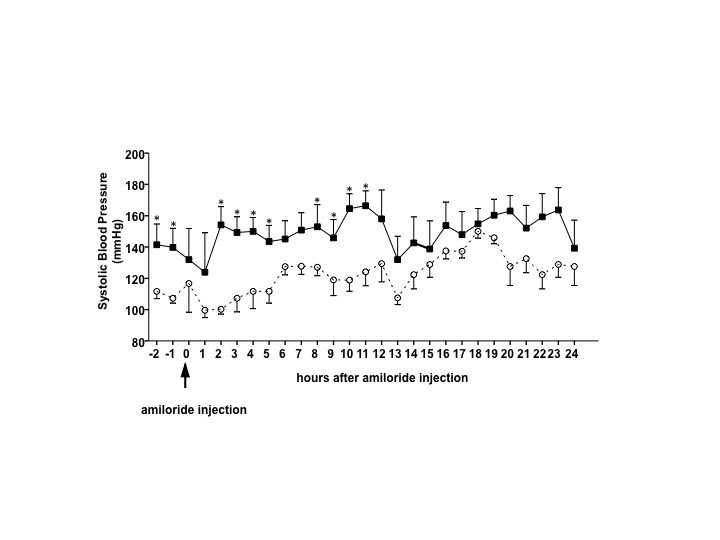 200
180
160
140
120
100
80
Systolic Blood Pressure
(mmHg)
* * * * * * * * * * *
-2 -1 0 1 2 3 4 5 6 7 8 9 10 11 12 13 14 15 16 17 18 19 20 21 22 23 24
hours after amiloride injection
amiloride injection